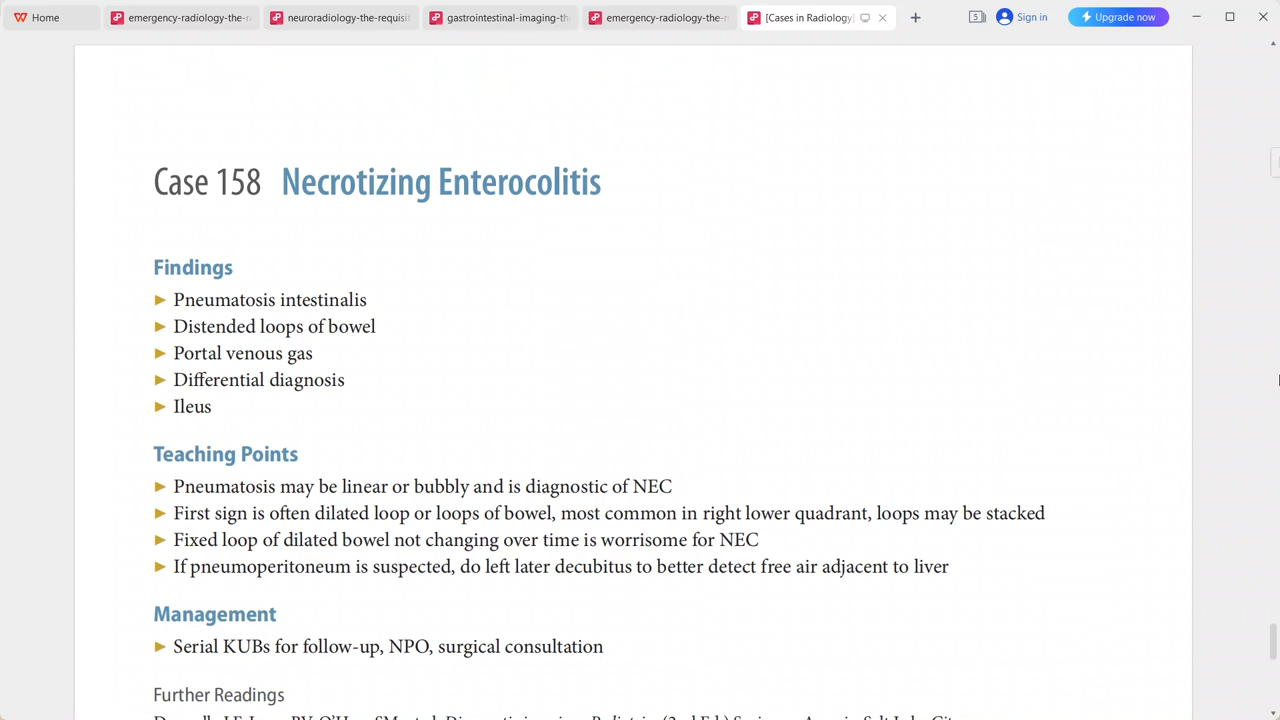 Home
emergency-radiology-the-r
neuroradiology-the-requisit
gastrointestinal-imaging-th
emergency-radiology-the-r
[Cases in Radiology]
5
Sign in
Upgrade now
Case 158 Necrotizing Enterocolitis
Findings
► Pneumatosis intestinalis
► Distended loops of bowel
► Portal venous gas
► Differential diagnosis
► Ileus
Teaching Points
► Pneumatosis may be linear or bubbly and is diagnostic of NEC
► First sign is often dilated loop or loops of bowel, most common in right lower quadrant, loops may be stacked
► Fixed loop of dilated bowel not changing over time is worrisome for NEC
► If pneumoperitoneum is suspected, do left later decubitus to better detect free air adjacent to liver
Management
► Serial KUBs for follow-up, NPO, surgical consultation
Further Readings